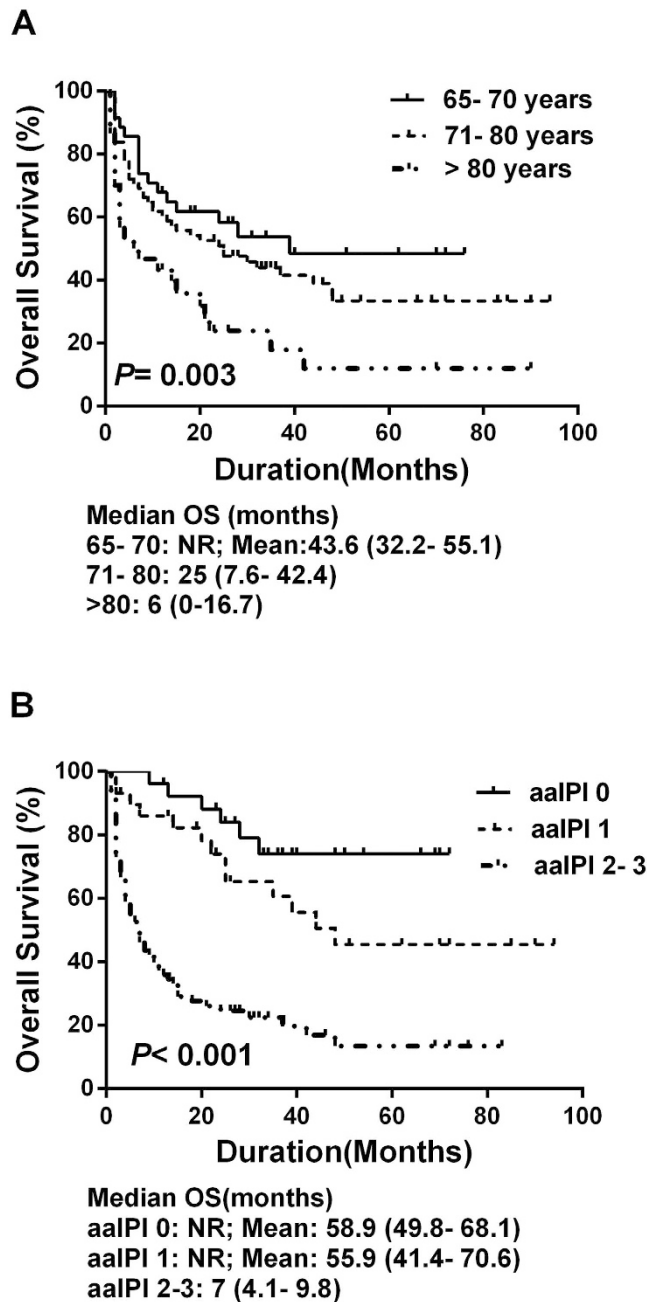 A
100
80
60
40
20
0
Overall Survival (%)
65- 70 years
71- 80 years
> 80 years
P= 0.003
0 20 40 60 80 100
Duration(Months)
Median OS (months)
65- 70: NR; Mean:43.6 (32.2- 55.1)
71- 80: 25 (7.6- 42.4)
>80: 6 (0-16.7)
B
100
80
60
40
20
0
Overall Survival (%)
aaIPI 0
aaIPI 1
aaIPI 2- 3
P< 0.001
0 20 40 60 80 100
Duration(Months)
Median OS(months)
aaIPI 0: NR; Mean: 58.9 (49.8- 68.1)
aaIPI 1: NR; Mean: 55.9 (41.4- 70.6)
aaIPI 2-3: 7 (4.1- 9.8)